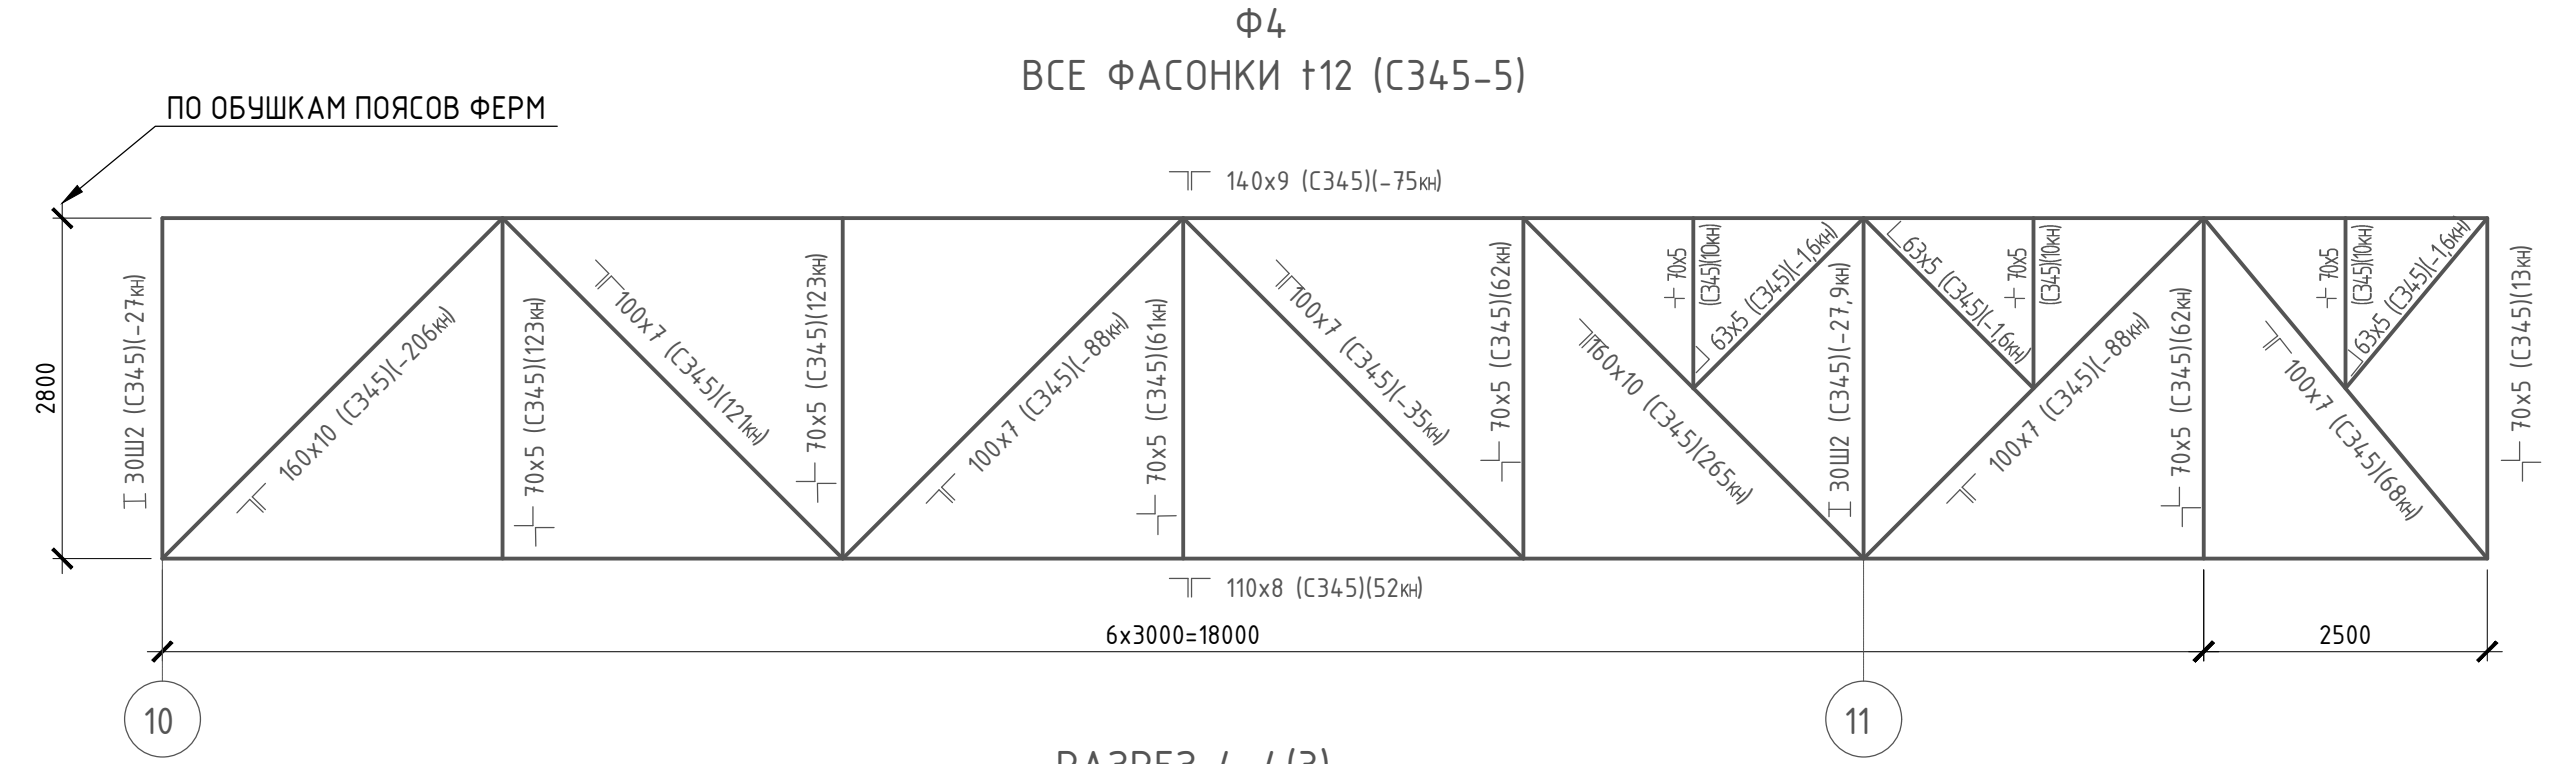 Ф4
ВСЕ ФАСОНКИ t12 (С345-5)
ПО ОБУШКАМ ПОЯСОВ ФЕРМ
140x9 (С345)(-75кН)
2800
30Ш2 (С345)(-27кН)
160x10 (С345)(-206кН)
70x5 (С345)(123кН)
100x7 (С345)(121кН)
70x5 (С345)(123кН)
100x7 (С345)(-88кН)
70x5 (С345)(61кН)
100x7 (С345)(-35кН)
70x5 (С345)(62кН)
160x10 (С345)(265кН)
70x5
(С345)(10кН)
63x5 (С345)(-1,6кН)
30Ш2 (С345)(-27,9кН)
63x5 (С345)(-1,6кН)
70x5
(С345)(10кН)
100x7 (С345)(-88кН)
70x5 (С345)(62кН)
100x7 (С345)(68кН)
70x5
(С345)(10кН)
63x5 (С345)(-1,6кН)
70x5 (С345)(13кН)
110x8 (С345)(52кН)
6x3000=18000
2500
10
11
РАЗРЕЗ 4-4(3)